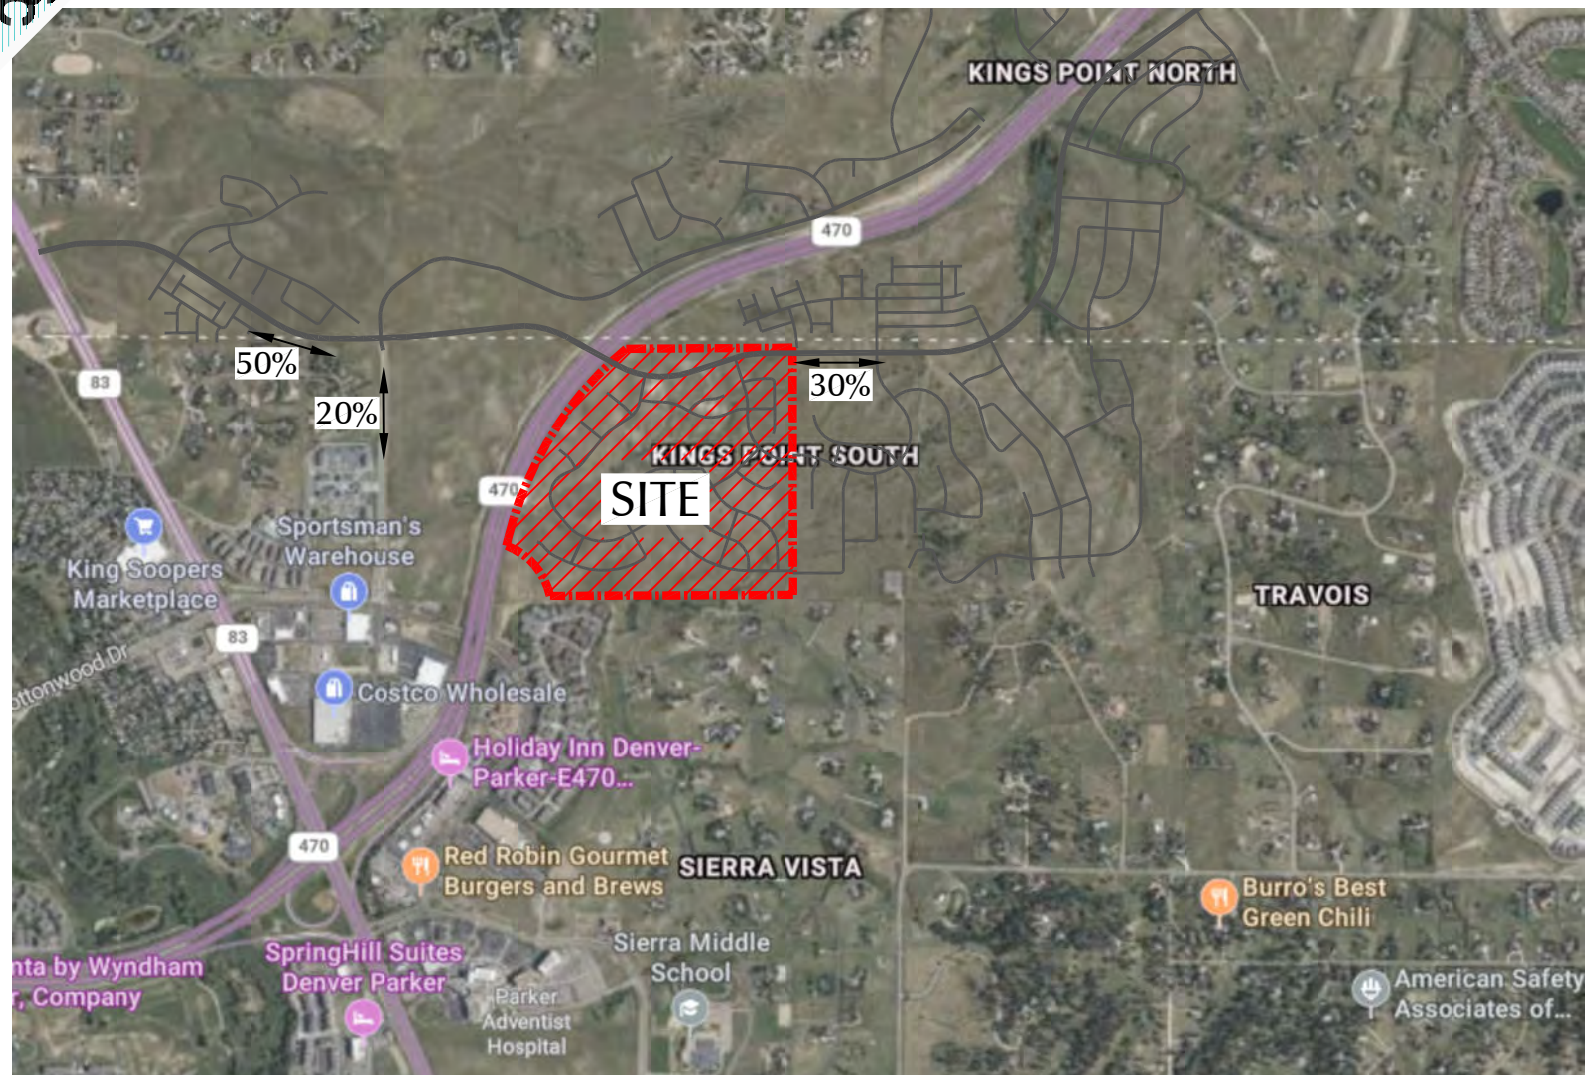 KINGS POINT NORTH
470
50%
30%
83
20%
KINGS POINT SOUTH
470
SITE
Sportsman's
Warehouse
King Soopers
Marketplace
TRAVOIS
83
ottonwood Dr
Costco Wholesale
Holiday Inn Denver-
Parker-E470...
470
Red Robin Gourmet
Burgers and Brews
SIERRA VISTA
Burro's Best
Green Chili
SpringHill Suites
Denver Parker
Sierra Middle
School
nta by Wyndham
r, Company
American Safety
Associates of...
Parker
Adventist
Hospital